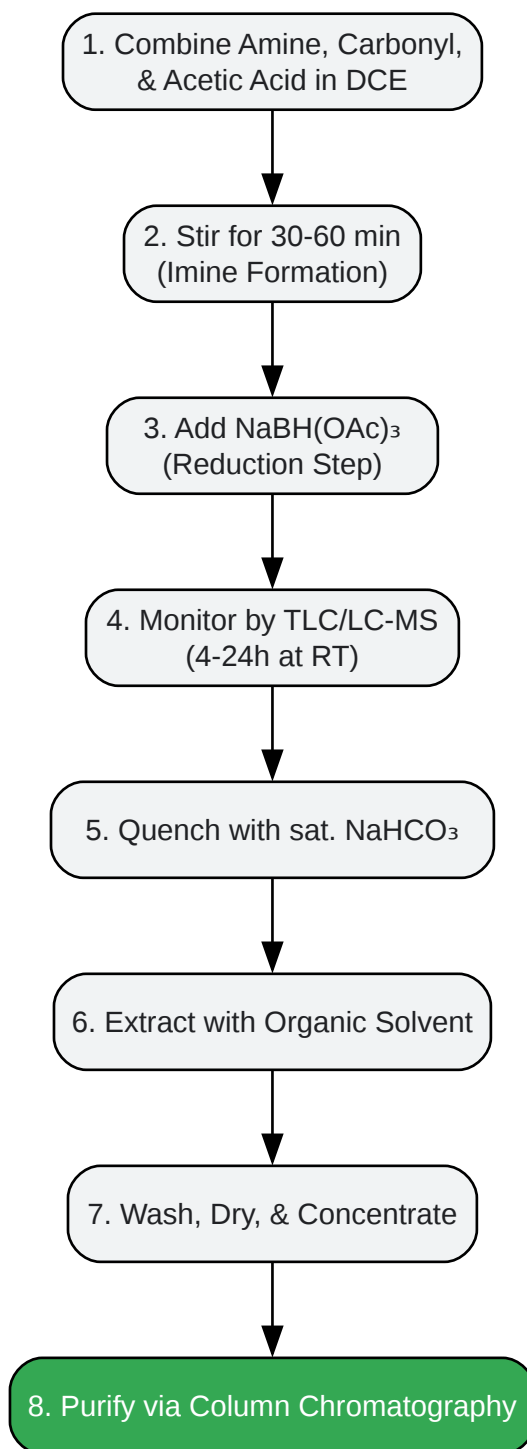 1. Combine Amine, Carbonyl,
& Acetic Acid in DCE
2. Stir for 30-60 min
(Imine Formation)
3. Add NaBH(OAc)₃
(Reduction Step)
4. Monitor by TLC/LC-MS
(4-24h at RT)
5. Quench with sat. NaHCO₃
6. Extract with Organic Solvent
7. Wash, Dry, & Concentrate
8. Purify via Column Chromatography